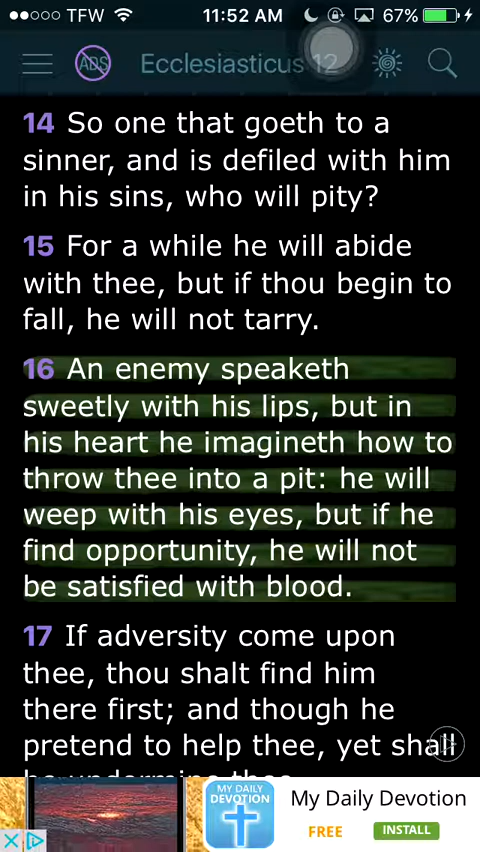 TFW 11:52 AM 67%
ADS Ecclesiasticus 12
14 So one that goeth to a
sinner, and is defiled with him
in his sins, who will pity?
15 For a while he will abide
with thee, but if thou begin to
fall, he will not tarry.
16 An enemy speaketh
sweetly with his lips, but in
his heart he imagineth how to
throw thee into a pit: he will
weep with his eyes, but if he
find opportunity, he will not
be satisfied with blood.
17 If adversity come upon
thee, thou shalt find him
there first; and though he
pretend to help thee, yet shall
he undermine thee
MY DAILY
DEVOTION
My Daily Devotion
FREE INSTALL